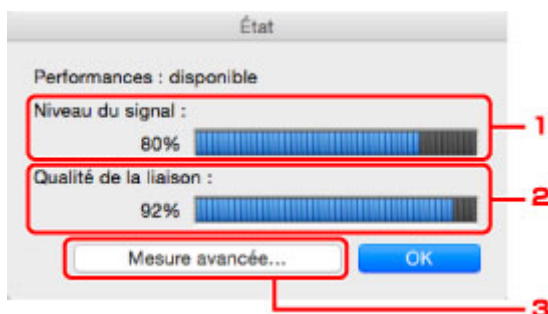 État
Performances : disponible
Niveau du signal :
80%
1
Qualité de la liaison :
92%
2
Mesure avancée...
OK
3